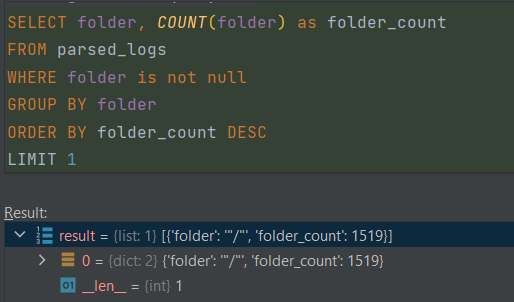 SELECT folder, COUNT(folder) as folder_count
FROM parsed_logs
WHERE folder is not null
GROUP BY folder
ORDER BY folder_count DESC
LIMIT 1
Result:
result = {list: 1} [{'folder': '"/"', 'folder_count': 1519}]
0 = {dict: 2} {'folder': '"/"', 'folder_count': 1519}
01 __len__ = {int} 1